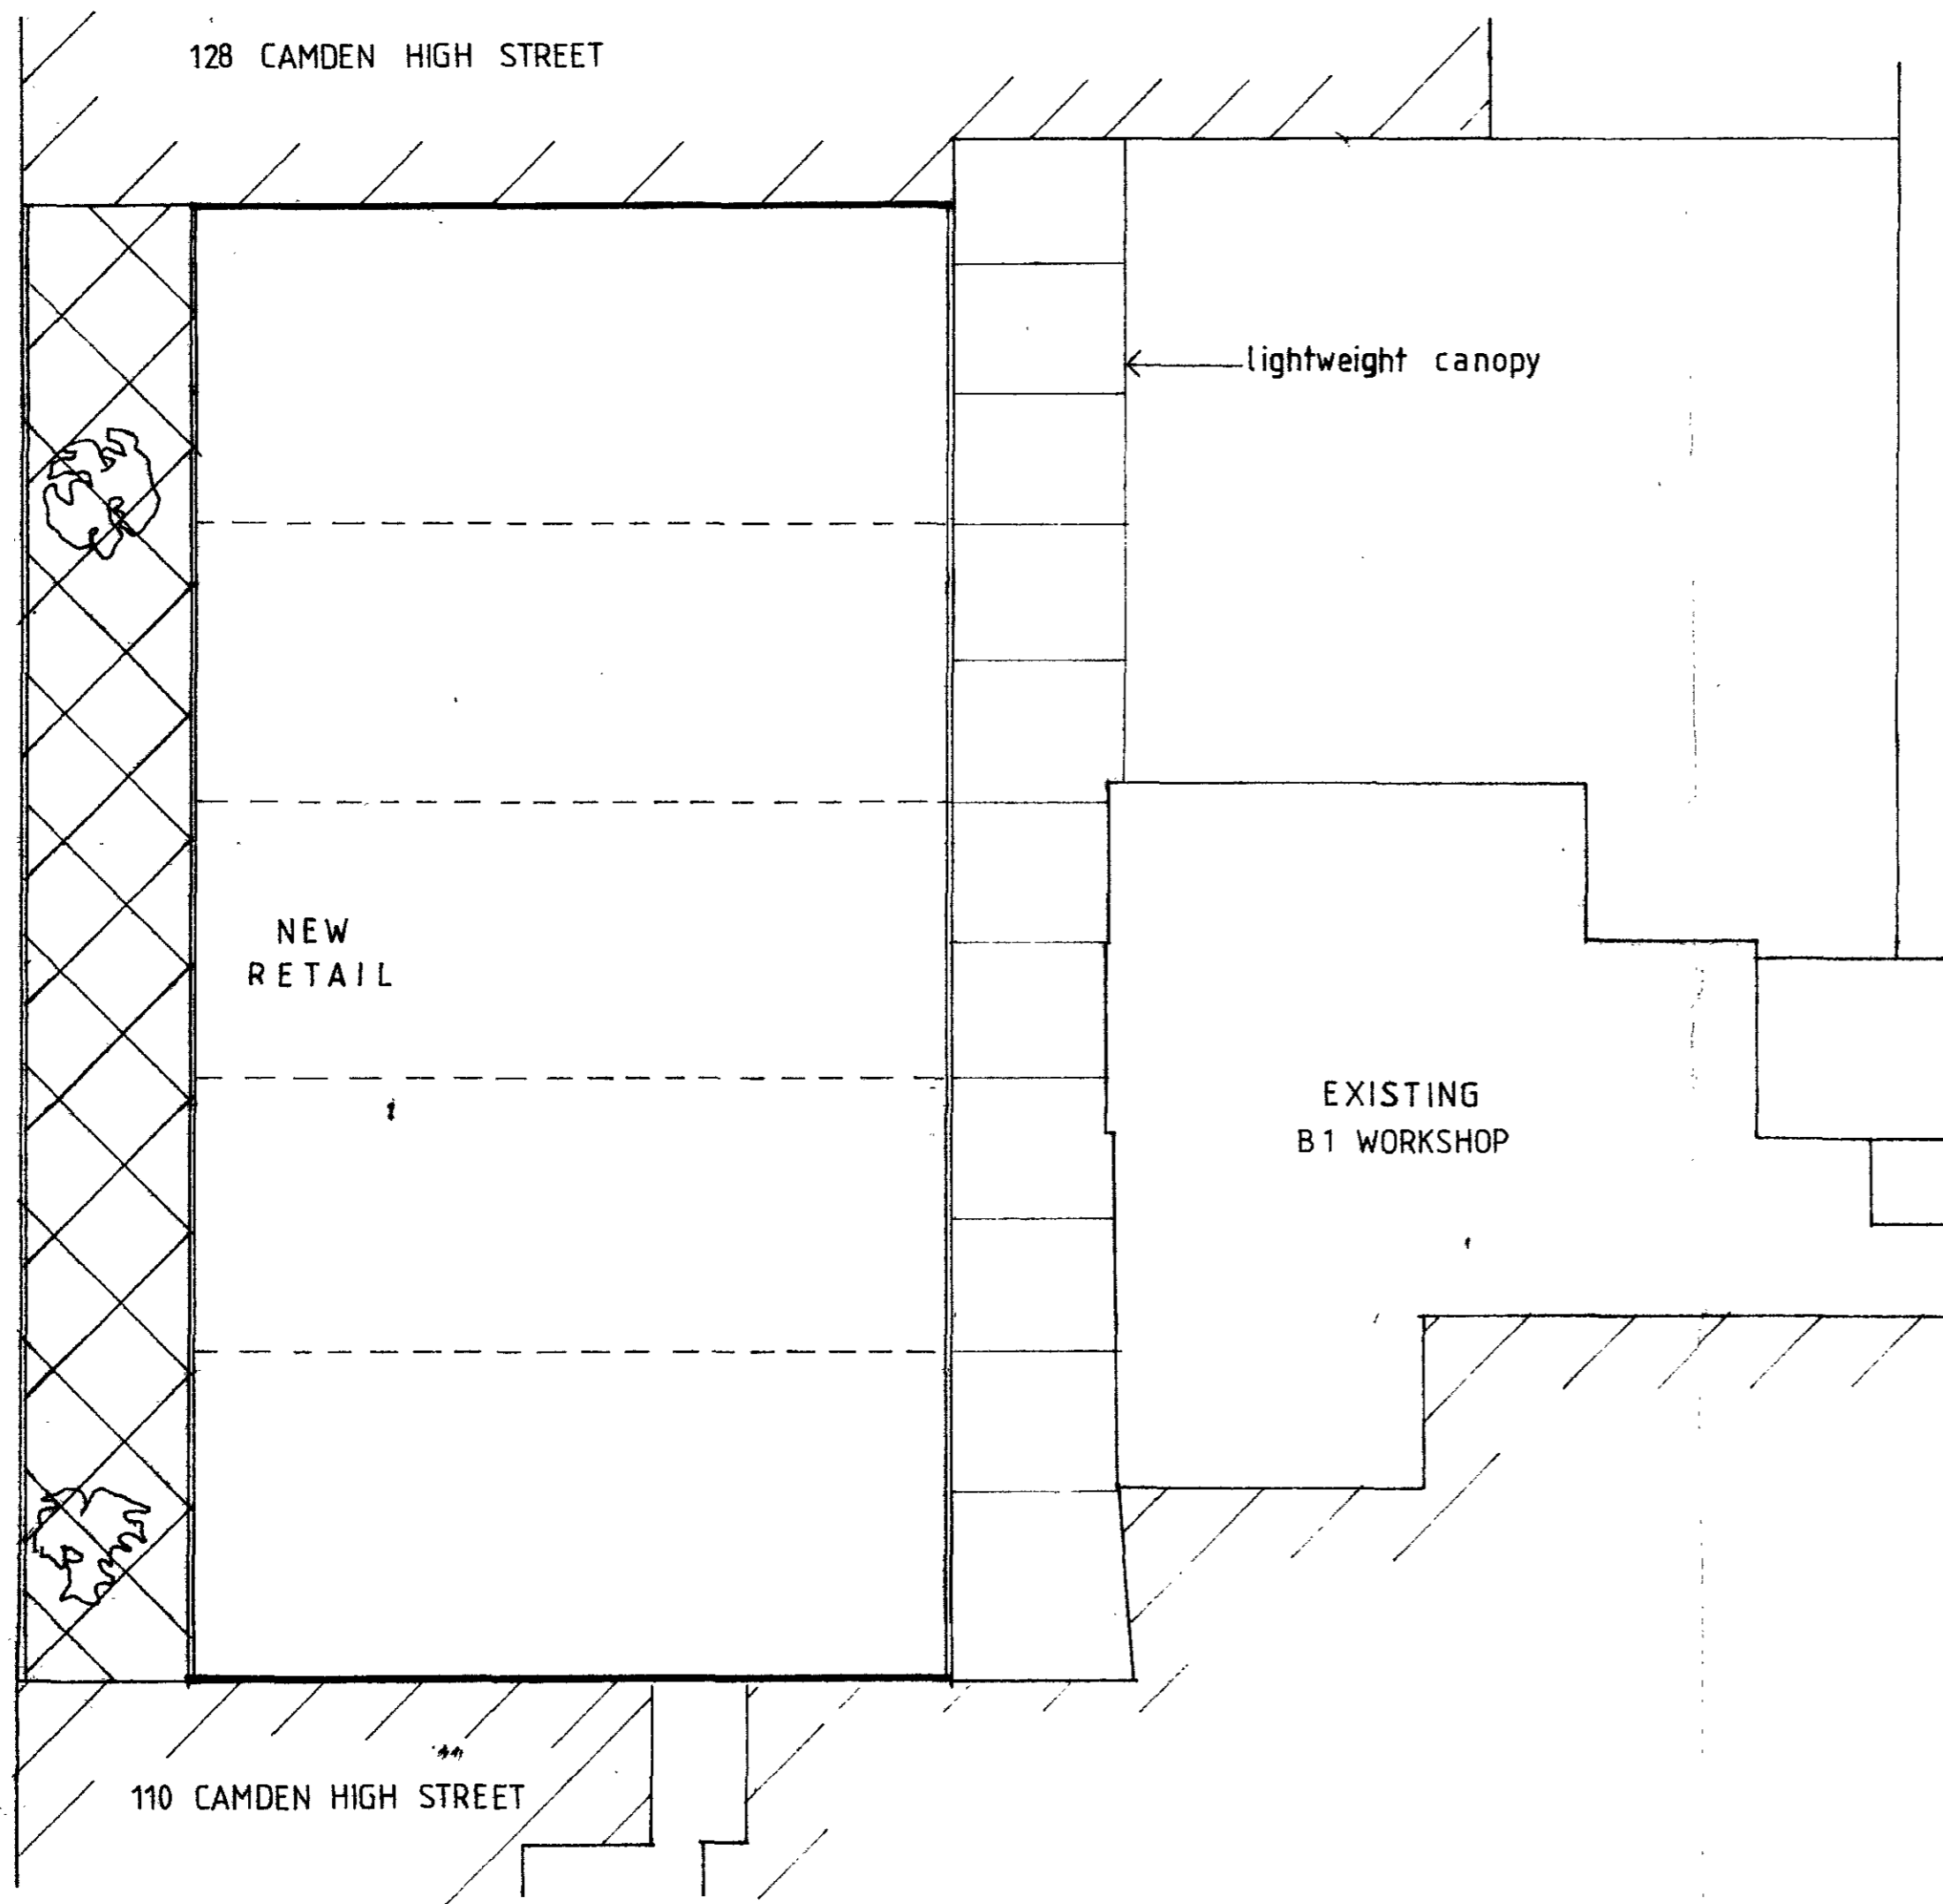 128 CAMDEN HIGH STREET
lightweight canopy
NEW
RETAIL
EXISTING
B1 WORKSHOP
110 CAMDEN HIGH STREET